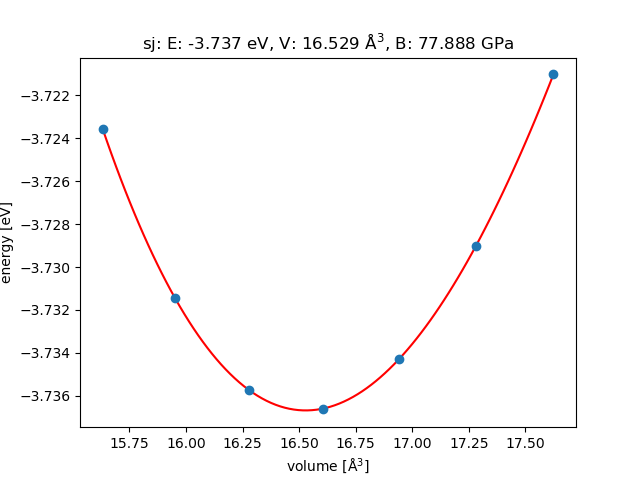 sj: E: -3.737 eV, V: 16.529 Å³, B: 77.888 GPa
−3.722
−3.724
−3.726
−3.728
−3.730
−3.732
−3.734
−3.736
energy [eV]
15.75 16.00 16.25 16.50 16.75 17.00 17.25 17.50
volume [Å³]